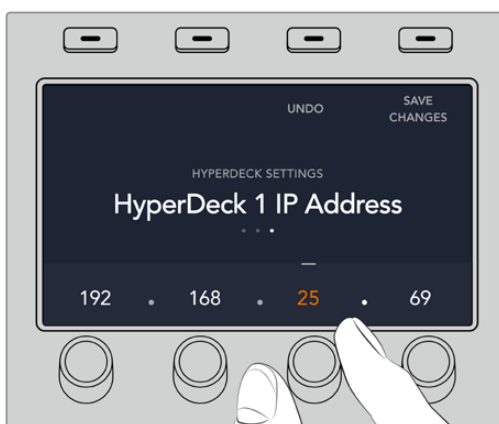 UNDO
SAVE
CHANGES
HYPERDECK SETTINGS
HyperDeck 1 IP Address
192 . 168 . 25 . 69